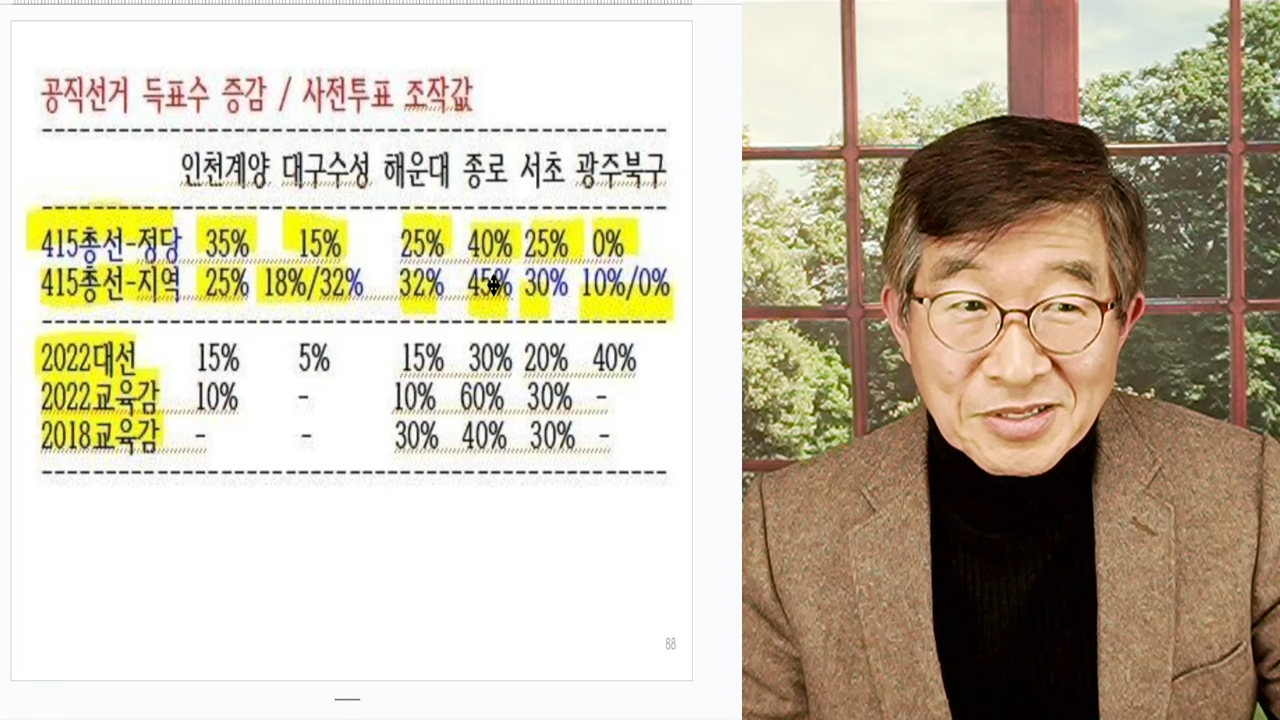 공직선거 득표수 증감 / 사전투표 조작값
인천계양 대구수성 해운대 종로 서초 광주북구
415총선-정당 35% 15% 25% 40% 25% 0%
415총선-지역 25% 18%/32% 32% 45% 30% 10%/0%
2022대선 15% 5% 15% 30% 20% 40%
2022교육감 10% - 10% 60% 30% -
2018교육감 - - 30% 40% 30% -
88